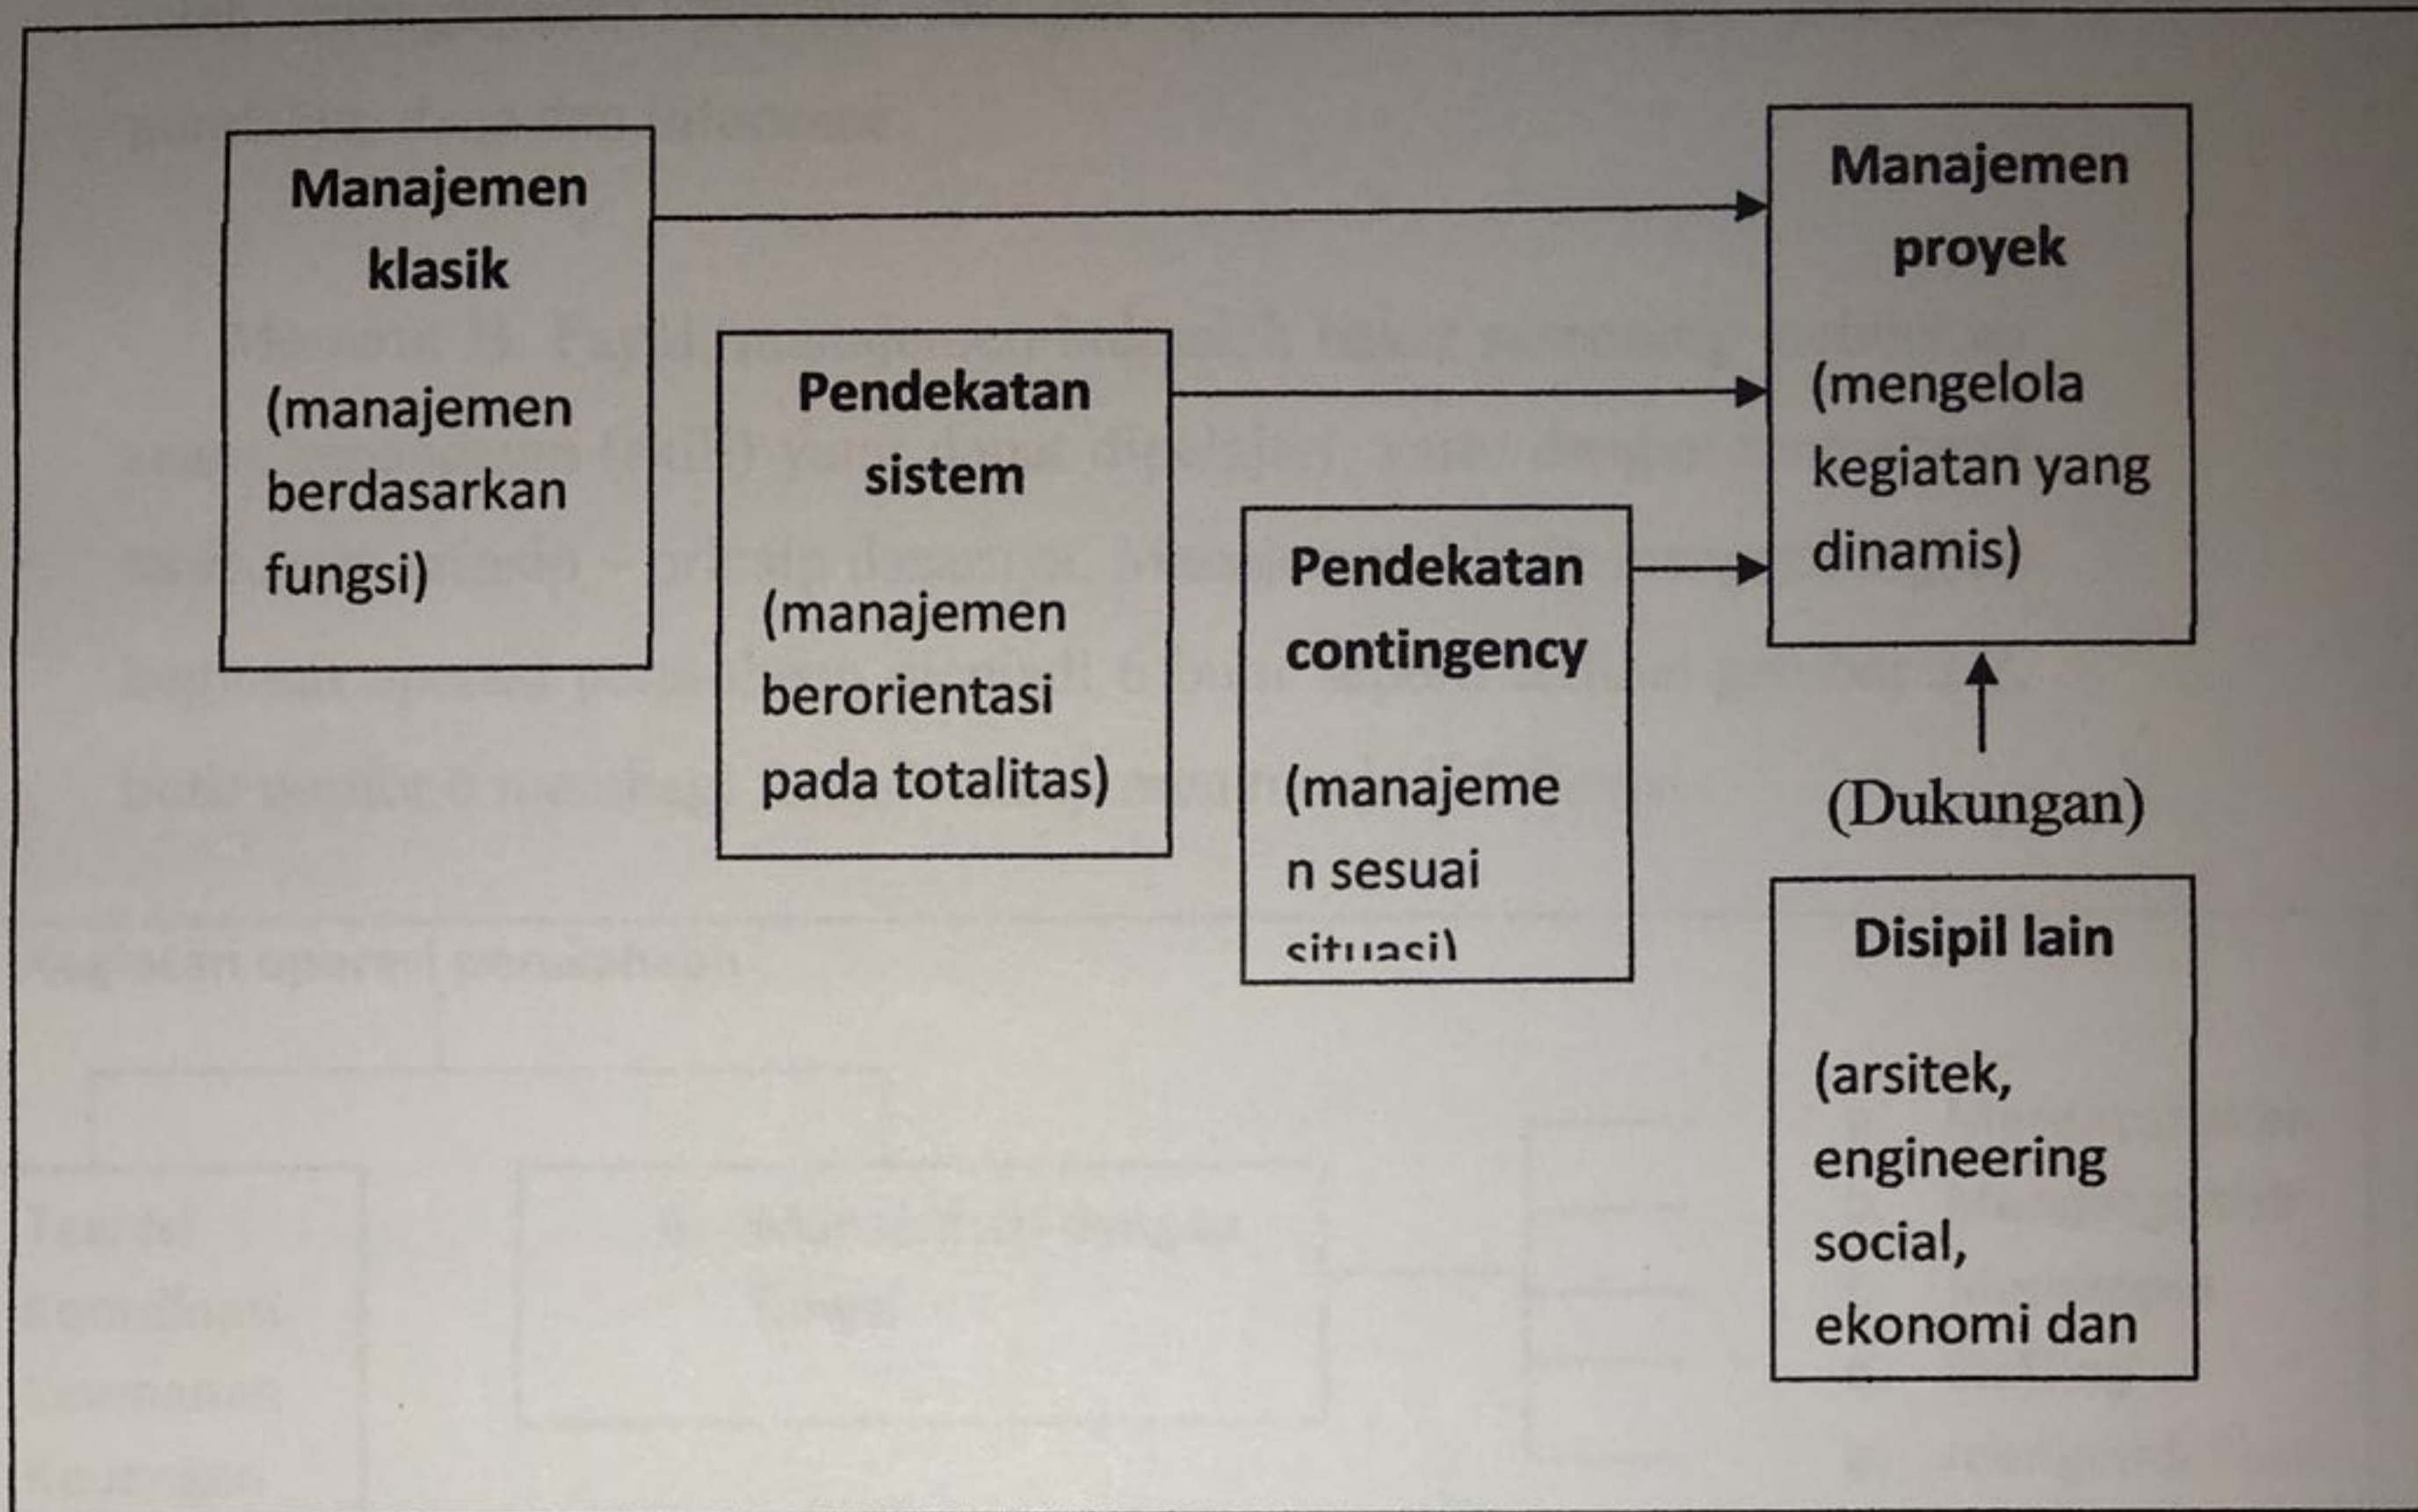 Manajemen
klasik
(manajemen
berdasarkan
fungsi)
Pendekatan
sistem
(manajemen
berorientasi
pada totalitas)
Pendekatan
contingency
(manajeme
n sesuai
situasi)
Manajemen
proyek
(mengelola
kegiatan yang
dinamis)
(Dukungan)
Disipil lain
(arsitek,
engineering
social,
ekonomi dan